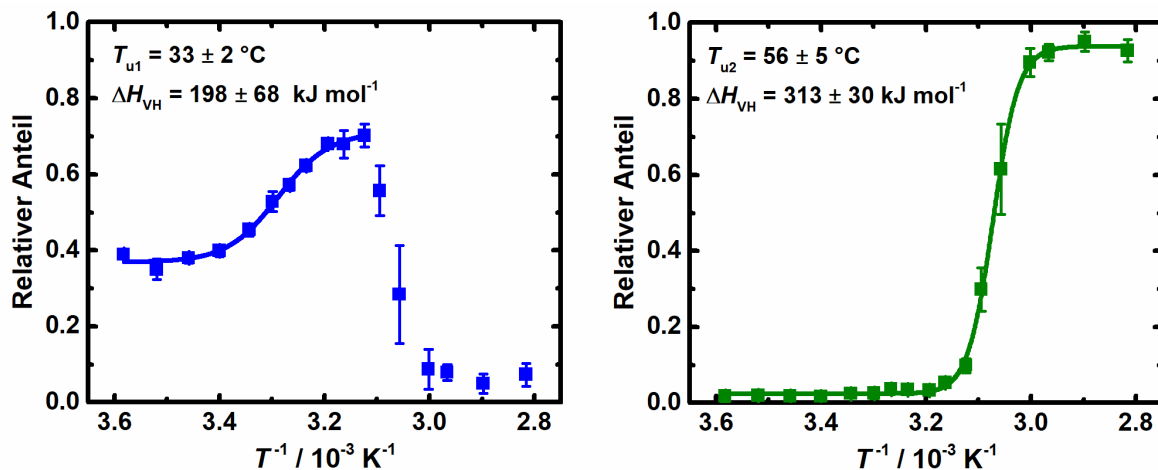 1.0
0.8
0.6
0.4
0.2
0.0
Relativer Anteil
T_u1 = 33 ± 2 °C
ΔH_VH = 198 ± 68 kJ mol⁻¹
3.6 3.4 3.2 3.0 2.8
T⁻¹ / 10⁻³ K⁻¹
1.0
0.8
0.6
0.4
0.2
0.0
Relativer Anteil
T_u2 = 56 ± 5 °C
ΔH_VH = 313 ± 30 kJ mol⁻¹
3.6 3.4 3.2 3.0 2.8
T⁻¹ / 10⁻³ K⁻¹